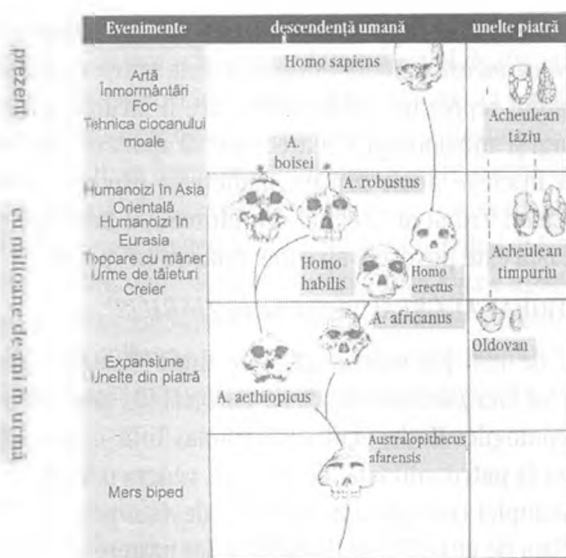 Evenimente
descendență umană
unelte piatră
prezent
cu milioane de ani în urmă
Artă
Înmormântări
Foc
Tehnica ciocanului
moale
Homo sapiens
Acheulean
tăziu
A.
boisei
A. robustus
Humanoizi în Asia
Orientală
Humanoizi în
Eurasia
Topoare cu mâner
Urme de tăieturi
Creier
Homo
habilis
Homo
erectus
Acheulean
timpuriu
A. africanus
Oldovan
Expansiune
Unelte din piatră
A. aethiopicus
Australopithecus
afarensis
Mers biped